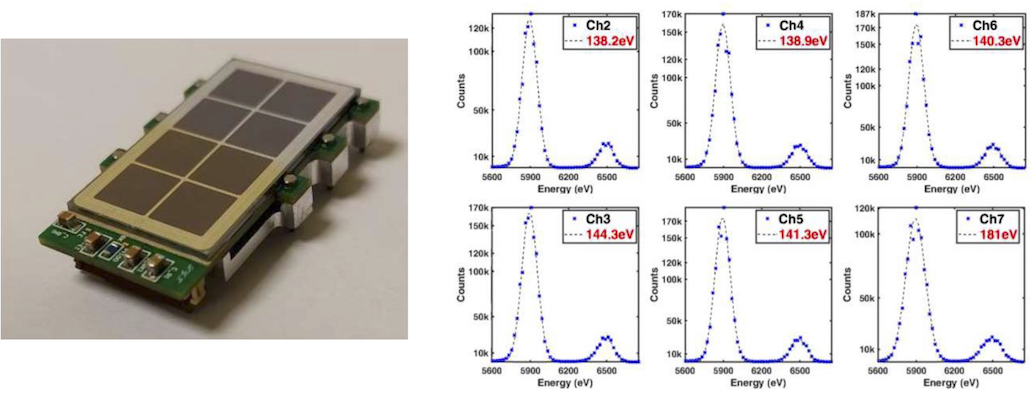 Ch2
138.2eV
120k
100k
50k
10k
Counts
5600 5900 6200 6500
Energy (eV)
Ch4
138.9eV
170k
150k
120k
100k
50k
10k
Counts
5600 5900 6200 6500
Energy (eV)
Ch6
140.3eV
187k
170k
150k
120k
100k
50k
10k
Counts
5600 5900 6200 6500
Energy (eV)
Ch3
144.3eV
170k
150k
120k
100k
50k
10k
Counts
5600 5900 6200 6500
Energy (eV)
Ch5
141.3eV
170k
150k
120k
100k
50k
10k
Counts
5600 5900 6200 6500
Energy (eV)
Ch7
181eV
120k
100k
50k
10k
Counts
5600 5900 6200 6500
Energy (eV)